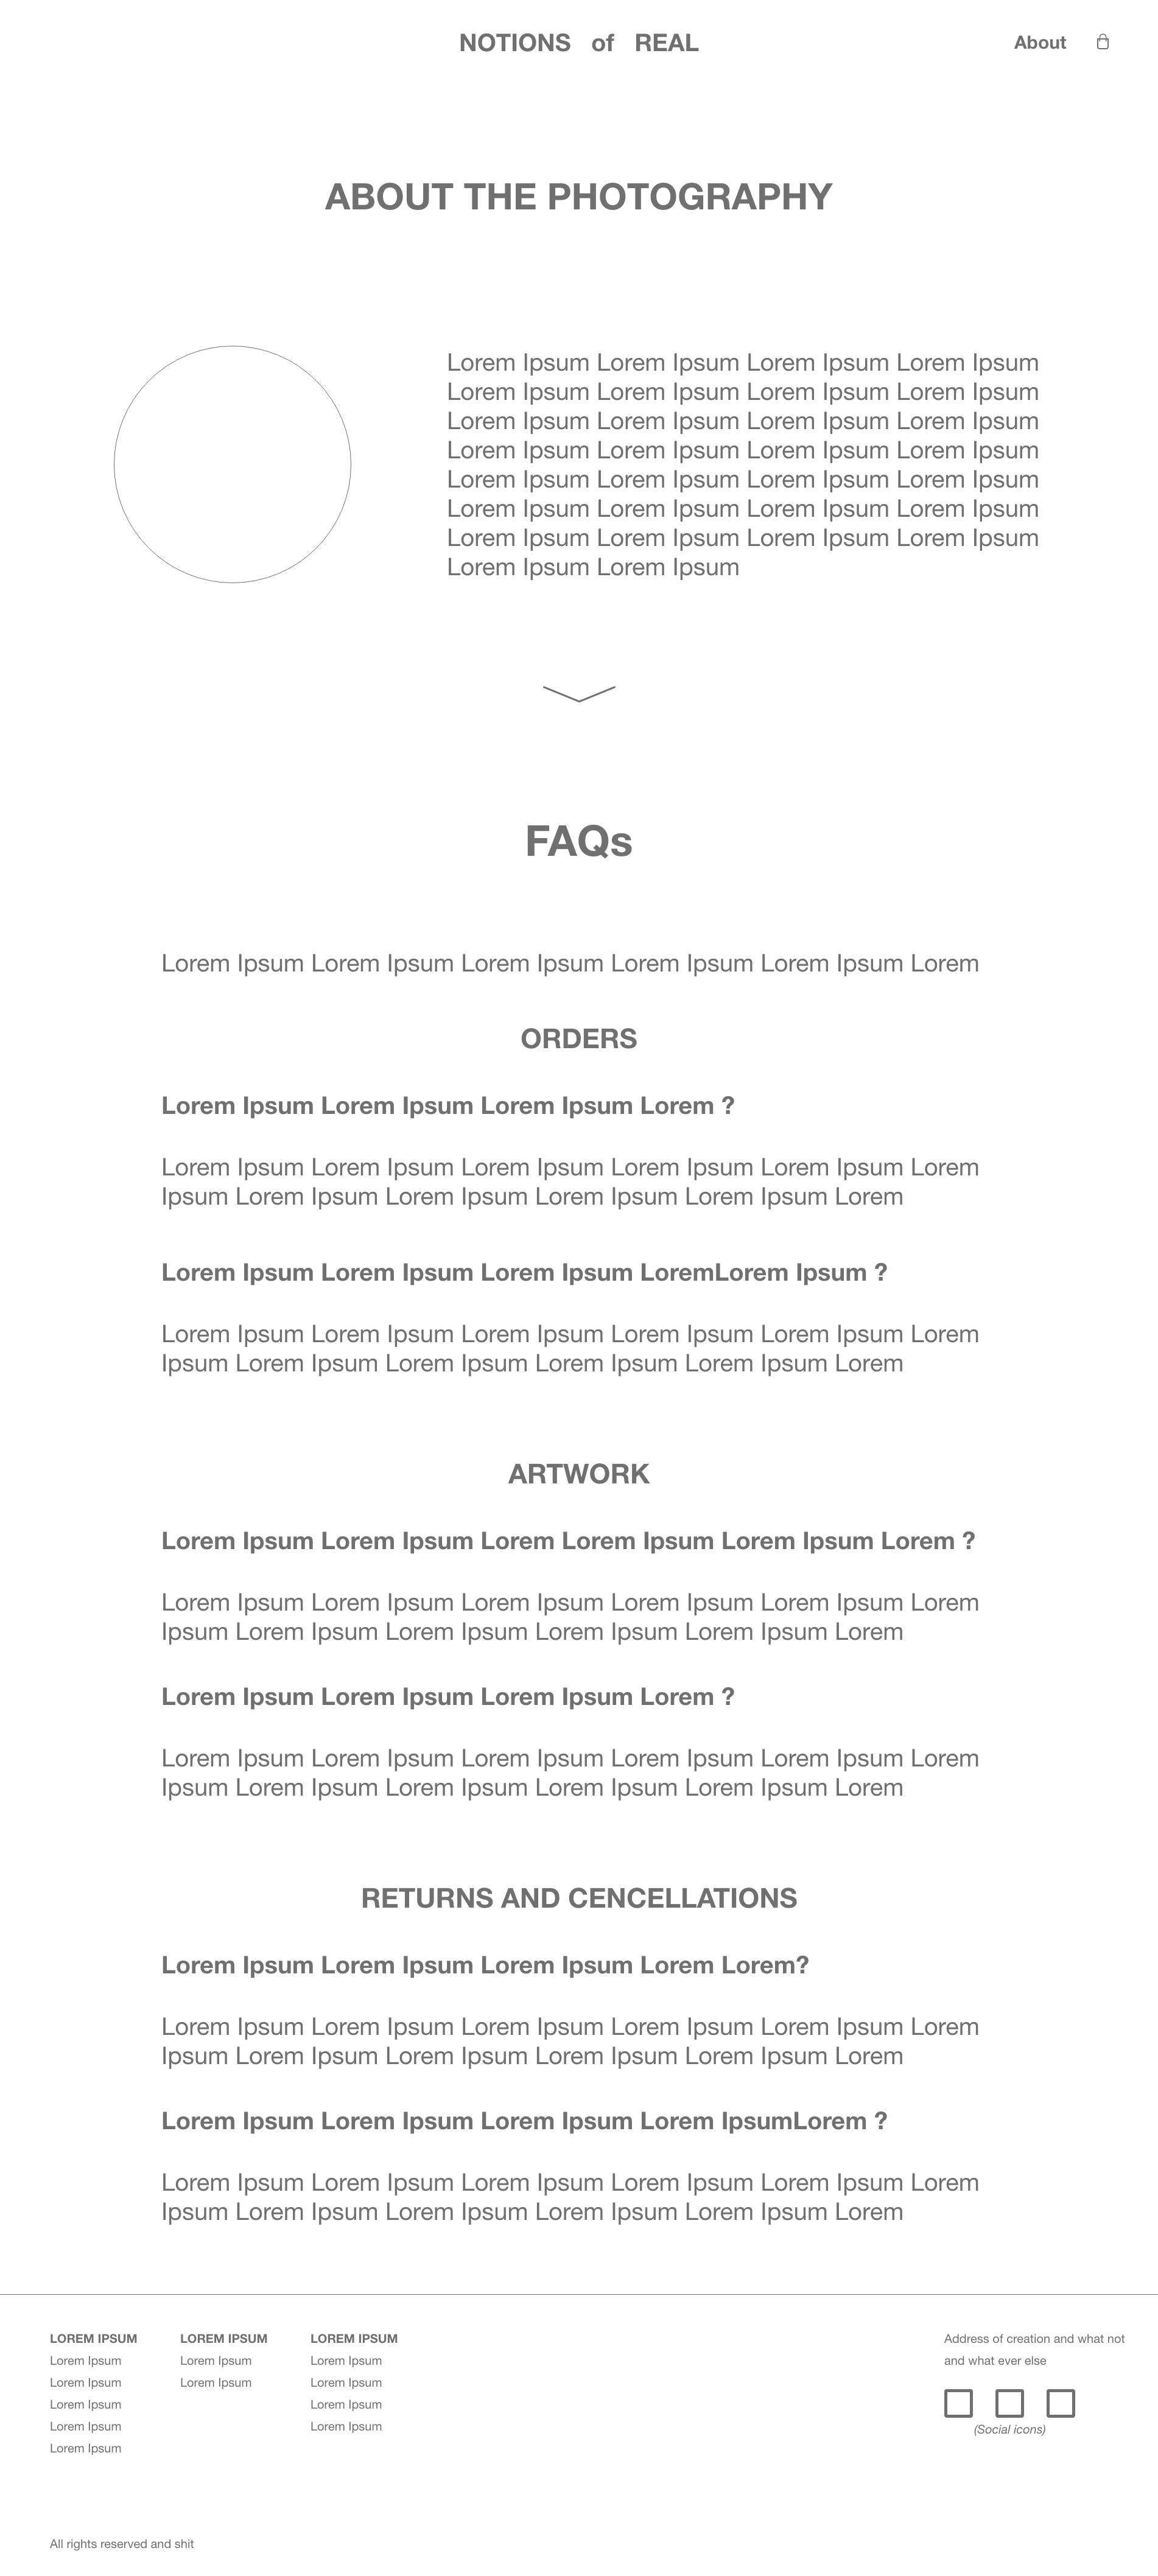 NOTIONS of REAL
About
ABOUT THE PHOTOGRAPHY
Lorem Ipsum Lorem Ipsum Lorem Ipsum Lorem Ipsum
Lorem Ipsum Lorem Ipsum Lorem Ipsum Lorem Ipsum
Lorem Ipsum Lorem Ipsum Lorem Ipsum Lorem Ipsum
Lorem Ipsum Lorem Ipsum Lorem Ipsum Lorem Ipsum
Lorem Ipsum Lorem Ipsum Lorem Ipsum Lorem Ipsum
Lorem Ipsum Lorem Ipsum Lorem Ipsum Lorem Ipsum
Lorem Ipsum Lorem Ipsum Lorem Ipsum Lorem Ipsum
Lorem Ipsum Lorem Ipsum
FAQs
Lorem Ipsum Lorem Ipsum Lorem Ipsum Lorem Ipsum Lorem Ipsum Lorem
ORDERS
Lorem Ipsum Lorem Ipsum Lorem Ipsum Lorem ?
Lorem Ipsum Lorem Ipsum Lorem Ipsum Lorem Ipsum Lorem Ipsum Lorem
Ipsum Lorem Ipsum Lorem Ipsum Lorem Ipsum Lorem Ipsum Lorem
Lorem Ipsum Lorem Ipsum Lorem Ipsum LoremLorem Ipsum ?
Lorem Ipsum Lorem Ipsum Lorem Ipsum Lorem Ipsum Lorem Ipsum Lorem
Ipsum Lorem Ipsum Lorem Ipsum Lorem Ipsum Lorem Ipsum Lorem
ARTWORK
Lorem Ipsum Lorem Ipsum Lorem Lorem Ipsum Lorem Ipsum Lorem ?
Lorem Ipsum Lorem Ipsum Lorem Ipsum Lorem Ipsum Lorem Ipsum Lorem
Ipsum Lorem Ipsum Lorem Ipsum Lorem Ipsum Lorem Ipsum Lorem
Lorem Ipsum Lorem Ipsum Lorem Ipsum Lorem ?
Lorem Ipsum Lorem Ipsum Lorem Ipsum Lorem Ipsum Lorem Ipsum Lorem
Ipsum Lorem Ipsum Lorem Ipsum Lorem Ipsum Lorem Ipsum Lorem
RETURNS AND CENCELLATIONS
Lorem Ipsum Lorem Ipsum Lorem Ipsum Lorem Lorem?
Lorem Ipsum Lorem Ipsum Lorem Ipsum Lorem Ipsum Lorem Ipsum Lorem
Ipsum Lorem Ipsum Lorem Ipsum Lorem Ipsum Lorem Ipsum Lorem
Lorem Ipsum Lorem Ipsum Lorem Ipsum Lorem IpsumLorem ?
Lorem Ipsum Lorem Ipsum Lorem Ipsum Lorem Ipsum Lorem Ipsum Lorem
Ipsum Lorem Ipsum Lorem Ipsum Lorem Ipsum Lorem Ipsum Lorem
LOREM IPSUM
Lorem Ipsum
Lorem Ipsum
Lorem Ipsum
Lorem Ipsum
Lorem Ipsum
LOREM IPSUM
Lorem Ipsum
Lorem Ipsum
LOREM IPSUM
Lorem Ipsum
Lorem Ipsum
Lorem Ipsum
Lorem Ipsum
Address of creation and what not
and what ever else
(Social icons)
All rights reserved and shit